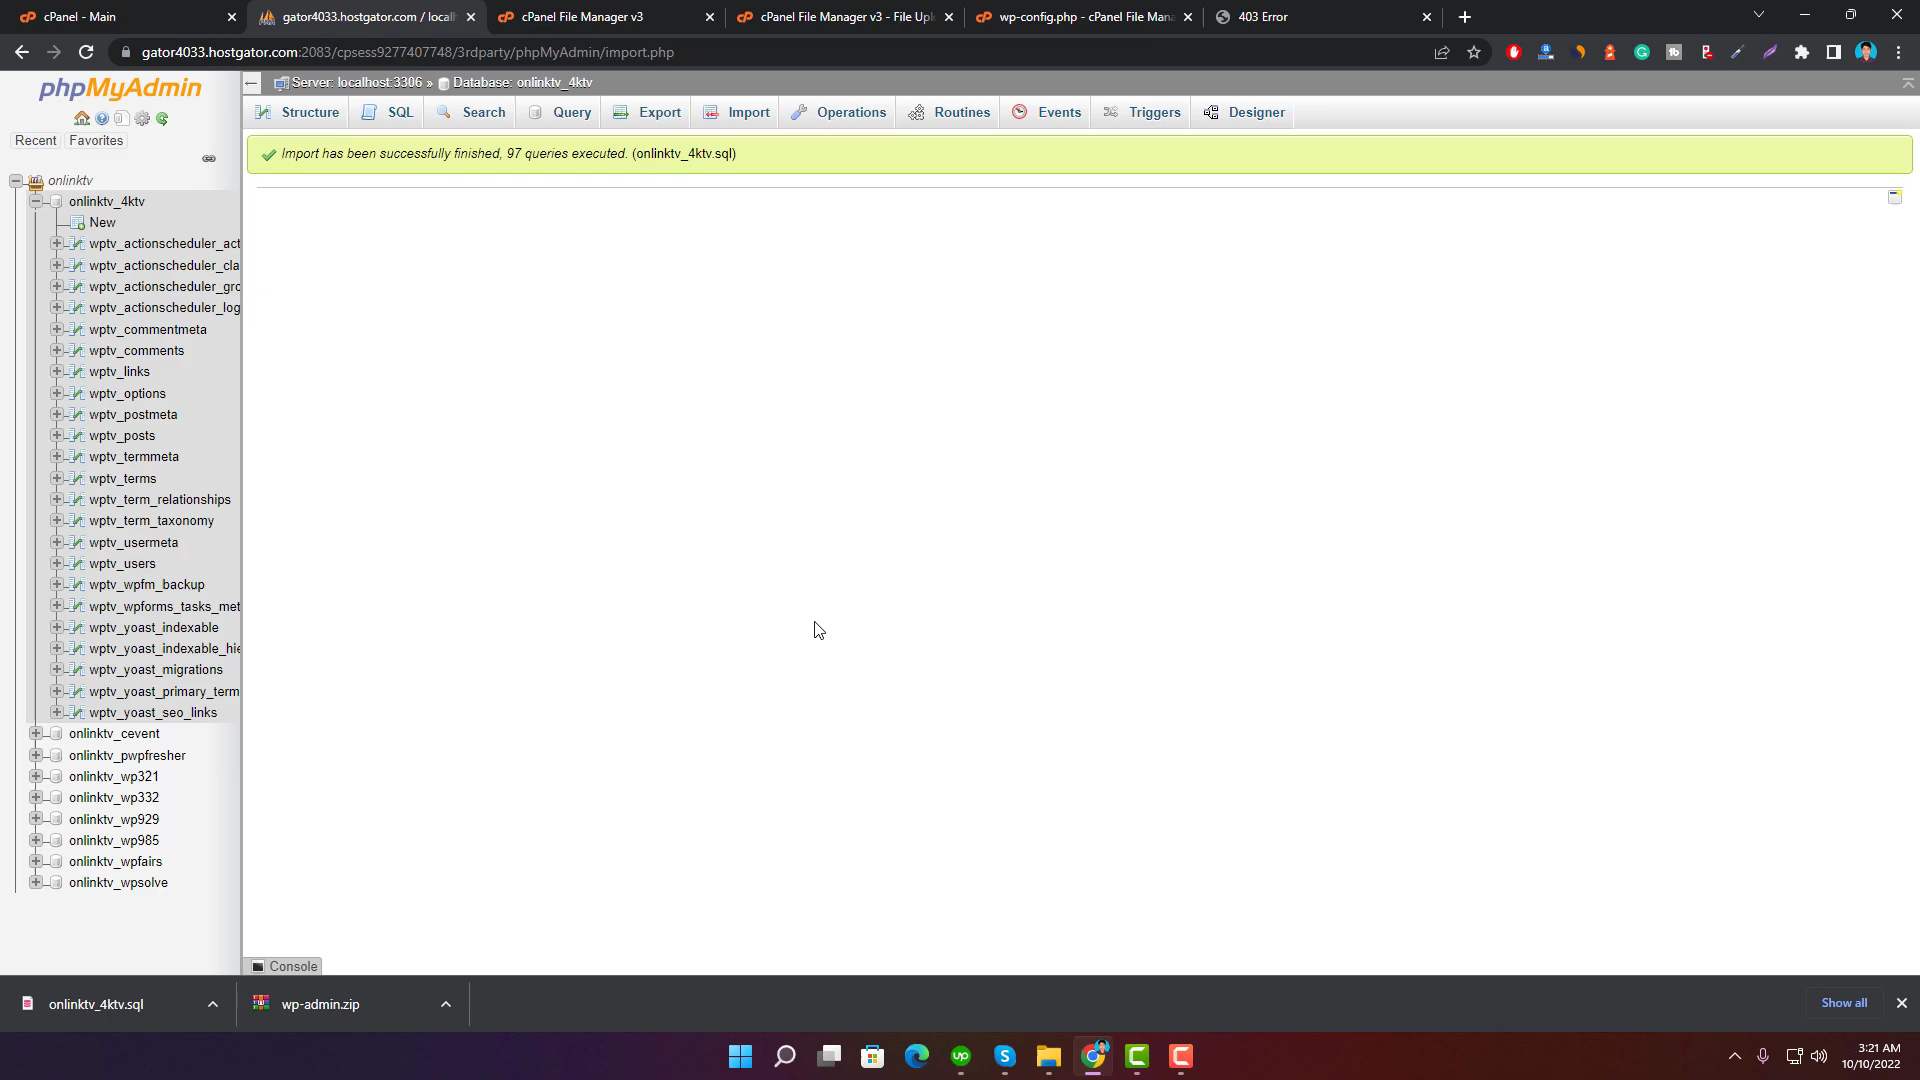 cPanel - Main
gator4033.hostgator.com / localh
cPanel File Manager v3
cPanel File Manager v3 - File Upl
wp-config.php - cPanel File Mana
403 Error
gator4033.hostgator.com:2083/cpsess9277407748/3rdparty/phpMyAdmin/import.php
phpMyAdmin
Recent
Favorites
onlinktv
onlinktv_4ktv
New
wptv_actionscheduler_act
wptv_actionscheduler_cla
wptv_actionscheduler_gro
wptv_actionscheduler_log
wptv_commentmeta
wptv_comments
wptv_links
wptv_options
wptv_postmeta
wptv_posts
wptv_termmeta
wptv_terms
wptv_term_relationships
wptv_term_taxonomy
wptv_usermeta
wptv_users
wptv_wpfm_backup
wptv_wpforms_tasks_met
wptv_yoast_indexable
wptv_yoast_indexable_hie
wptv_yoast_migrations
wptv_yoast_primary_term
wptv_yoast_seo_links
onlinktv_cevent
onlinktv_pwpfresher
onlinktv_wp321
onlinktv_wp332
onlinktv_wp929
onlinktv_wp985
onlinktv_wpfairs
onlinktv_wpsolve
Server: localhost:3306 » Database: onlinktv_4ktv
Structure SQL Search Query Export Import Operations Routines Events Triggers Designer
Import has been successfully finished, 97 queries executed. (onlinktv_4ktv.sql)
Console
onlinktv_4ktv.sql
wp-admin.zip
Show all
3:21 AM
10/10/2022